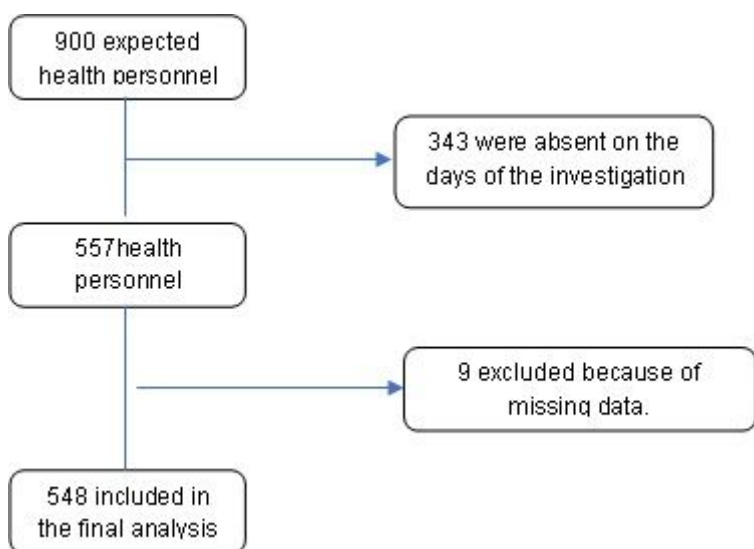 900 expected
health personnel
343 were absent on the
days of the investigation
557health
personnel
9 excluded because of
missing data.
548 included in
the final analysis